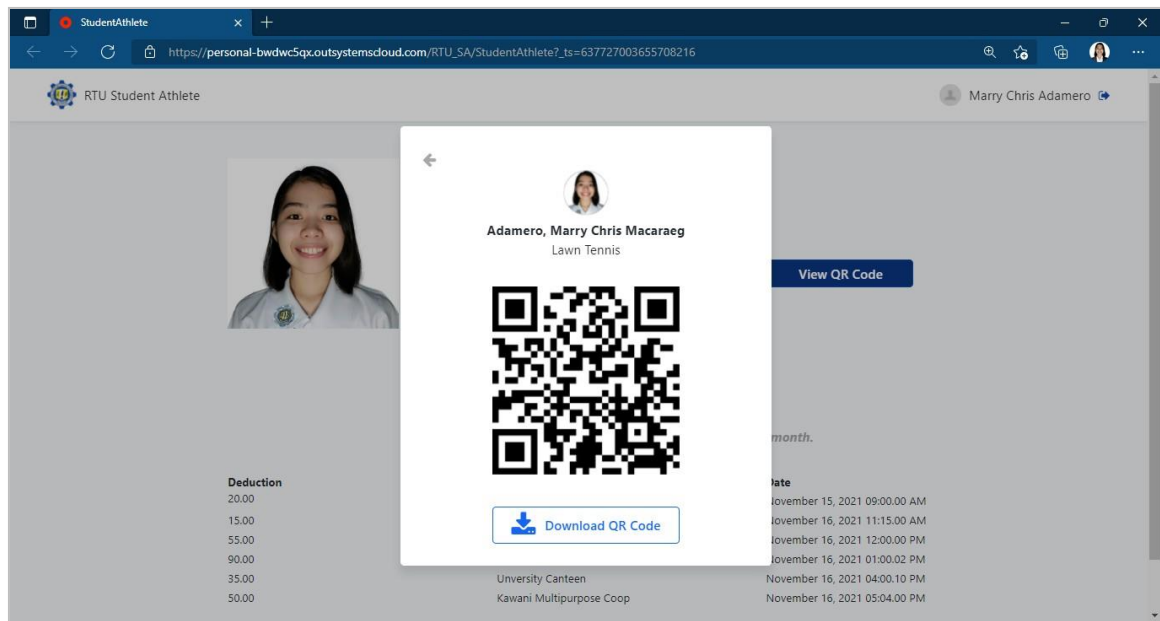 StudentAthlete
https://personal-bwdwc5qx.outsystemscloud.com/RTU_SA/StudentAthlete?_ts=637727003655708216
RTU Student Athlete
Marry Chris Adamero
Adamero, Marry Chris Macaraeg
Lawn Tennis
View QR Code
month.
Deduction
20.00
November 15, 2021 09:00.00 AM
15.00
November 16, 2021 11:15.00 AM
55.00
November 16, 2021 12:00.00 PM
90.00
November 16, 2021 01:00.02 PM
Download QR Code
35.00 Unversity Canteen November 16, 2021 04:00.10 PM
50.00 Kawani Multipurpose Coop November 16, 2021 05:04.00 PM